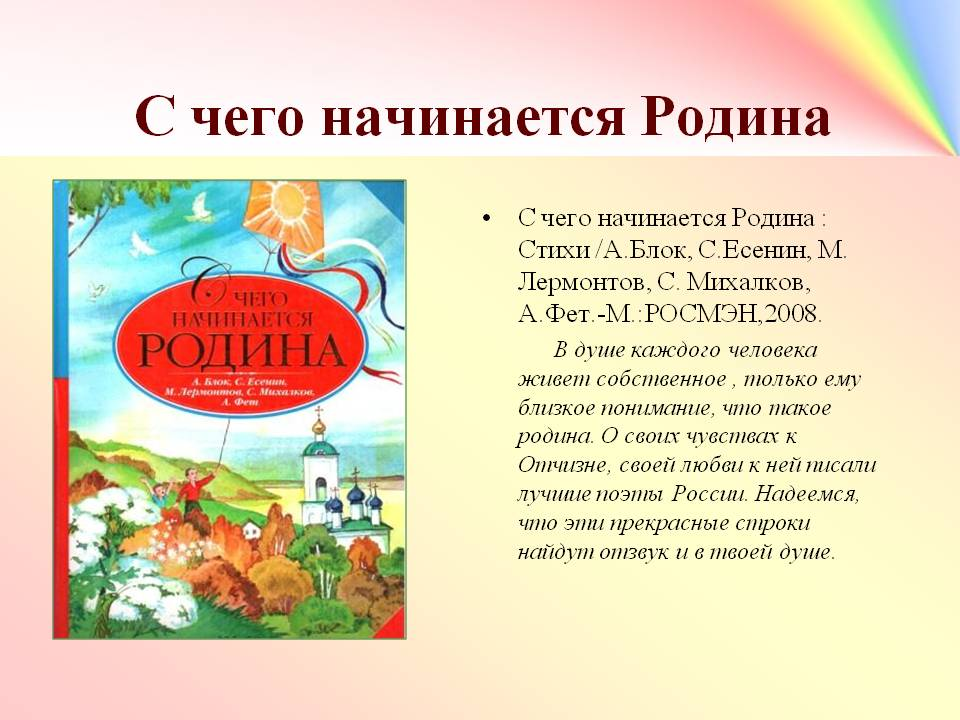 С чего начинается Родина
С ЧЕГО
НАЧИНАЕТСЯ
РОДИНА
А. Блок, С. Есенин,
М. Лермонтов, С. Михалков,
А. Фет
• С чего начинается Родина :
Стихи /А.Блок, С.Есенин, М.
Лермонтов, С. Михалков,
А.Фет.-М.:РОСМЭН,2008.
В душе каждого человека
живет собственное , только ему
близкое понимание, что такое
родина. О своих чувствах к
Отчизне, своей любви к ней писали
лучшие поэты России. Надеемся,
что эти прекрасные строки
найдут отзвук и в твоей душе.